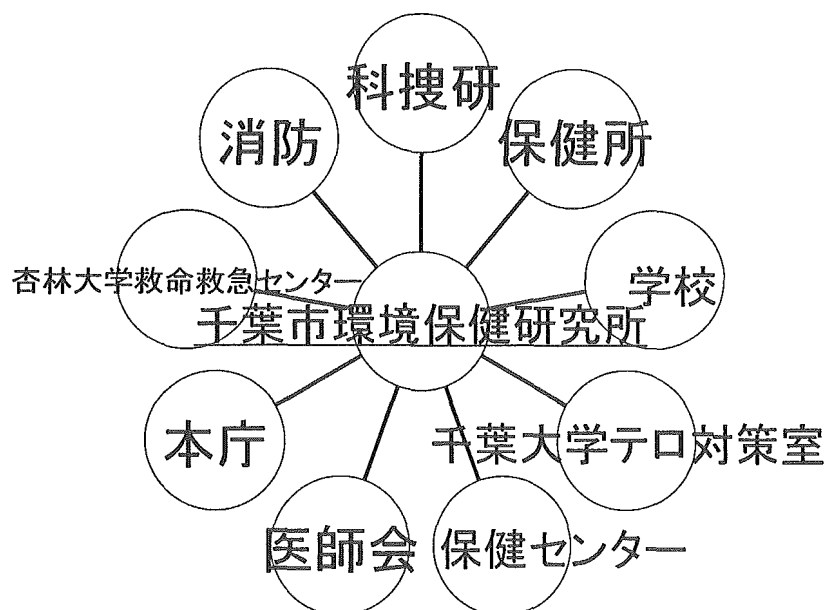 科捜研
消防
保健所
杏林大学救命救急センター
学校
千葉市環境保健研究所
本庁
千葉大学テロ対策室
医師会
保健センター